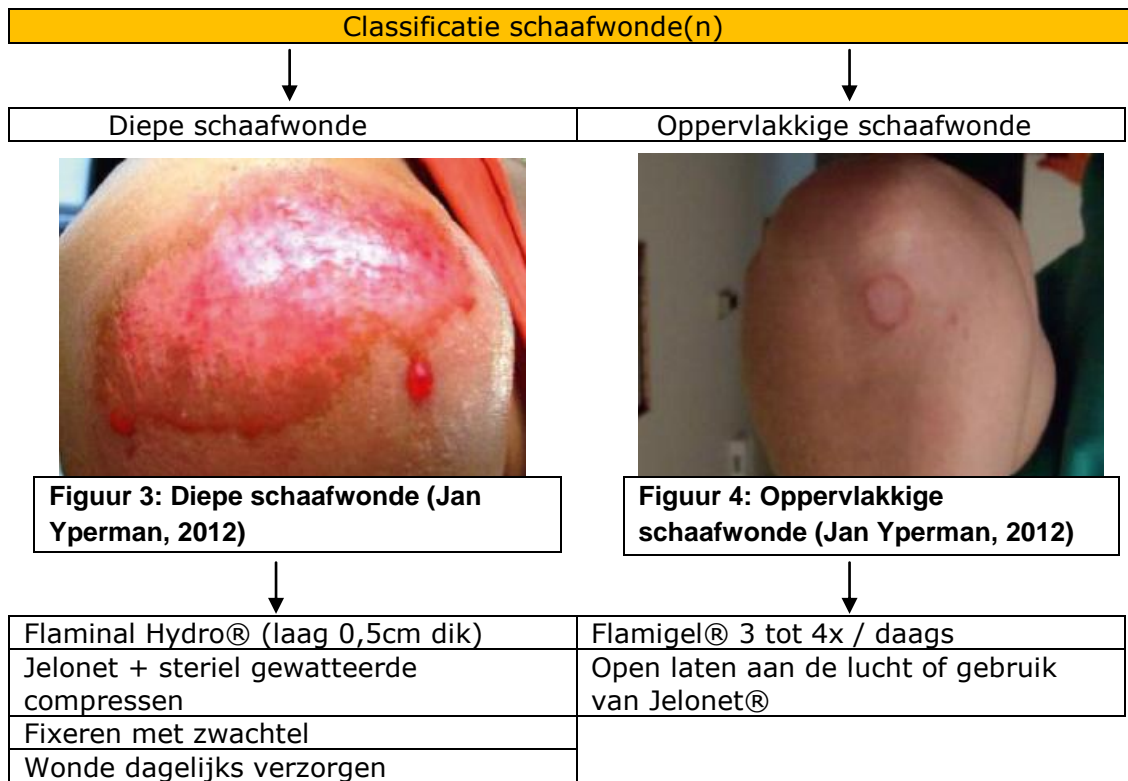 Classificatie schaafwonde(n)
Diepe schaafwonde
Oppervlakkige schaafwonde
Figuur 3: Diepe schaafwonde (Jan
Yperman, 2012)
Figuur 4: Oppervlakkige
schaafwonde (Jan Yperman, 2012)
Flaminal Hydro® (laag 0,5cm dik)
Jelonet + steriel gewatteerde
compressen
Fixeren met zwachtel
Wonde dagelijks verzorgen
Flamigel® 3 tot 4x / daags
Open laten aan de lucht of gebruik
van Jelonet®